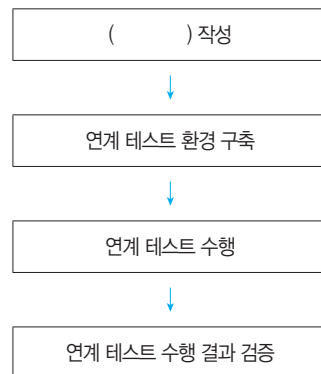 (          ) 작성
연계 테스트 환경 구축
연계 테스트 수행
연계 테스트 수행 결과 검증